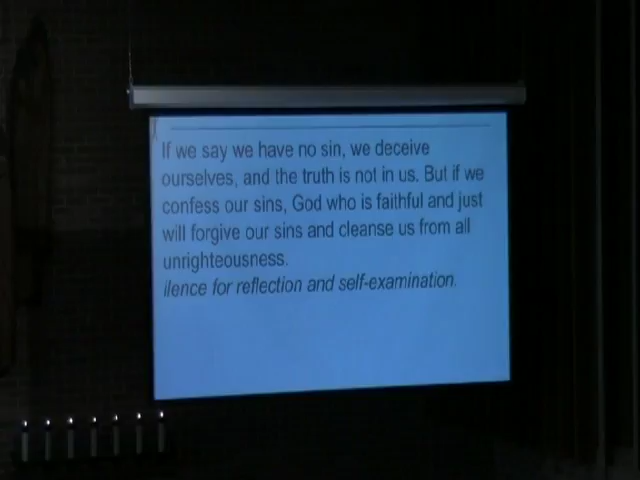 If we say we have no sin, we deceive
ourselves, and the truth is not in us. But if we
confess our sins, God who is faithful and just
will forgive our sins and cleanse us from all
unrighteousness.
ilence for reflection and self-examination.